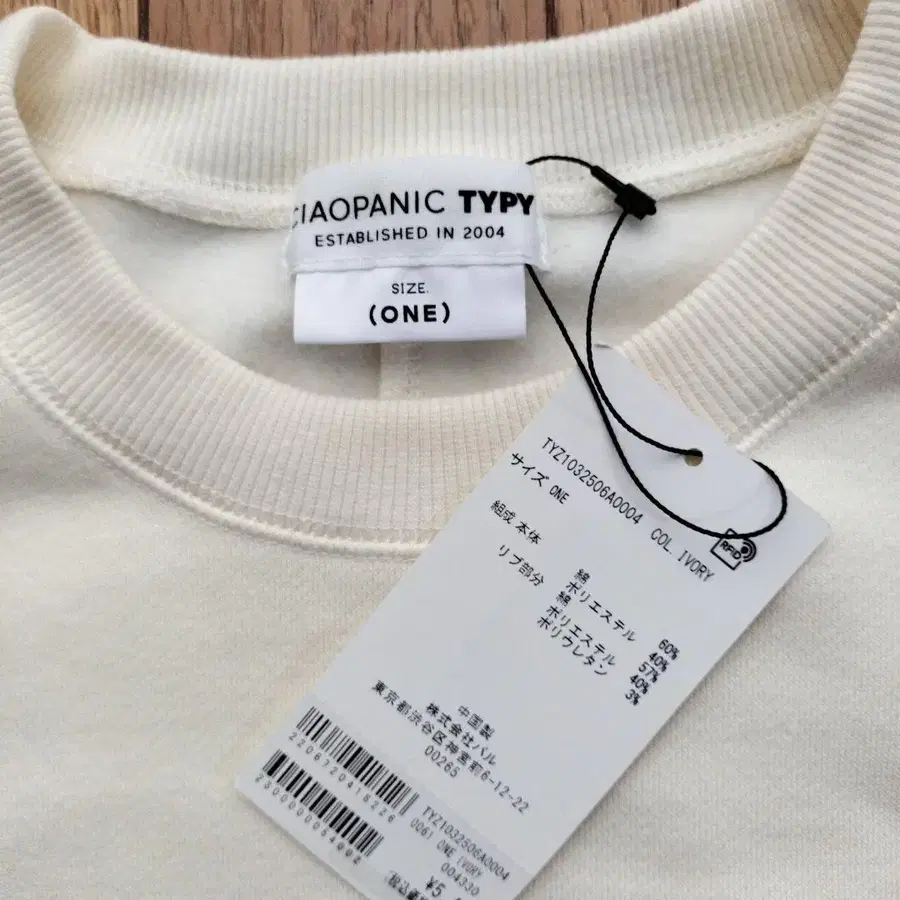 CIAOPANIC TYPY
ESTABLISHED IN 2004
SIZE.
(ONE)
TYZ1032506A0004 COL. IVORY
サイズ ONE
RFID
組成 本体 綿 60%
ポリエステル 40%
リブ部分 綿 57%
ポリエステル 40%
ポリウレタン 3%
中国製
株式会社パル
東京都渋谷区神宮前6-12-22
00265
2206720418226
TYZ1032506A0004
0061 ONE IVORY
004330
¥5